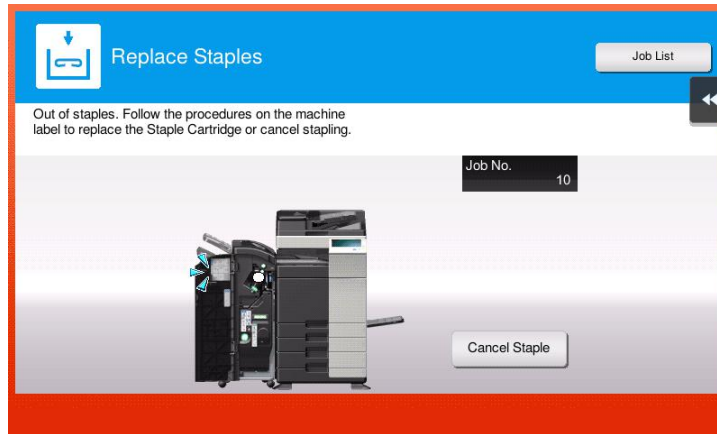 Replace Staples
Job List
Out of staples. Follow the procedures on the machine
label to replace the Staple Cartridge or cancel stapling.
Job No.
10
Cancel Staple